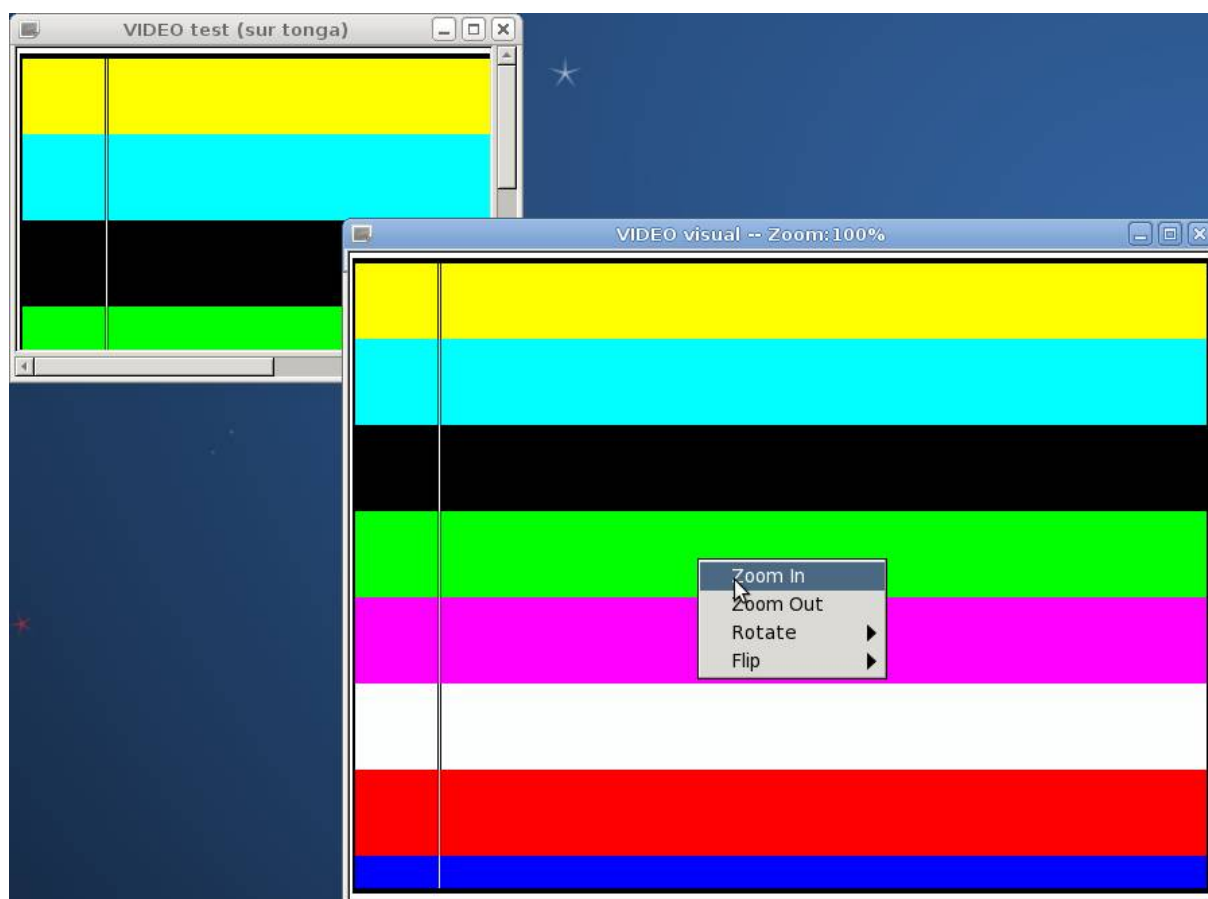 VIDEO test (sur tonga)
VIDEO visual -- Zoom:100%
Zoom In
Zoom Out
Rotate
Flip